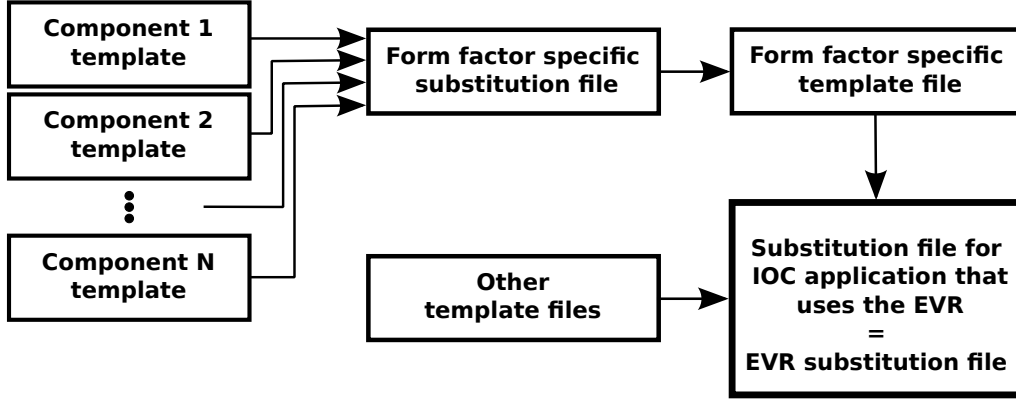 Component 1
template
Component 2
template
Component N
template
Form factor specific
substitution file
Form factor specific
template file
Other
template files
Substitution file for
IOC application that
uses the EVR
=
EVR substitution file